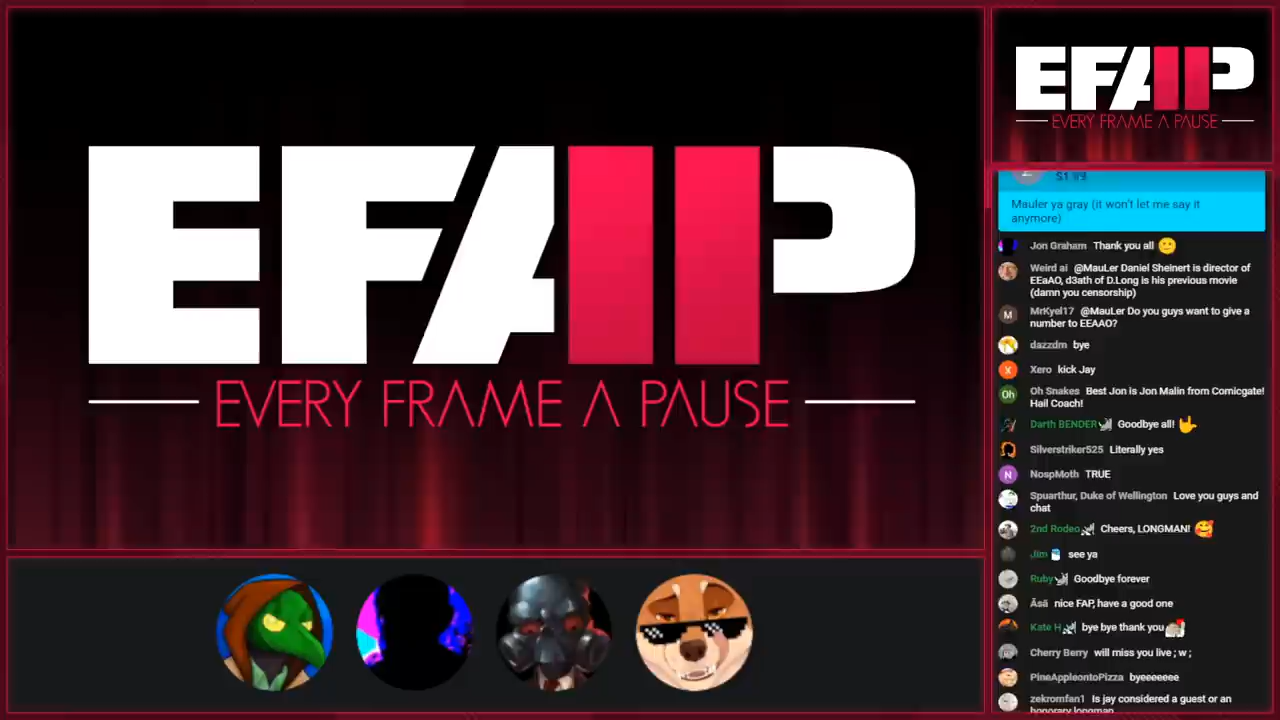 EFAP
EVERY FRAME A PAUSE
EFAP
EVERY FRAME A PAUSE
Mauler ya gray (it won't let me say it
anymore)
Jon Graham Thank you all
Weird ai @MauLer Daniel Sheinert is director of
EEaAO, d3ath of D.Long is his previous movie
(damn you censorship)
M MrKyel17 @MauLer Do you guys want to give a
number to EEAAO?
dazzdm bye
X Xero kick Jay
Oh Oh Snakes Best Jon is Jon Malin from Comicgate!
Hail Coach!
Darth BENDER Goodbye all!
Silverstriker525 Literally yes
N NospMoth TRUE
Spuarthur, Duke of Wellington Love you guys and
chat
2nd Rodeo Cheers, LONGMAN!
Jim see ya
Ruby Goodbye forever
Āsä nice FAP, have a good one
Kate H bye bye thank you
Cherry Berry will miss you live ; w ;
PineAppleontoPizza byeeeeeee
zekromfan1 Is jay considered a guest or an
honorary longman